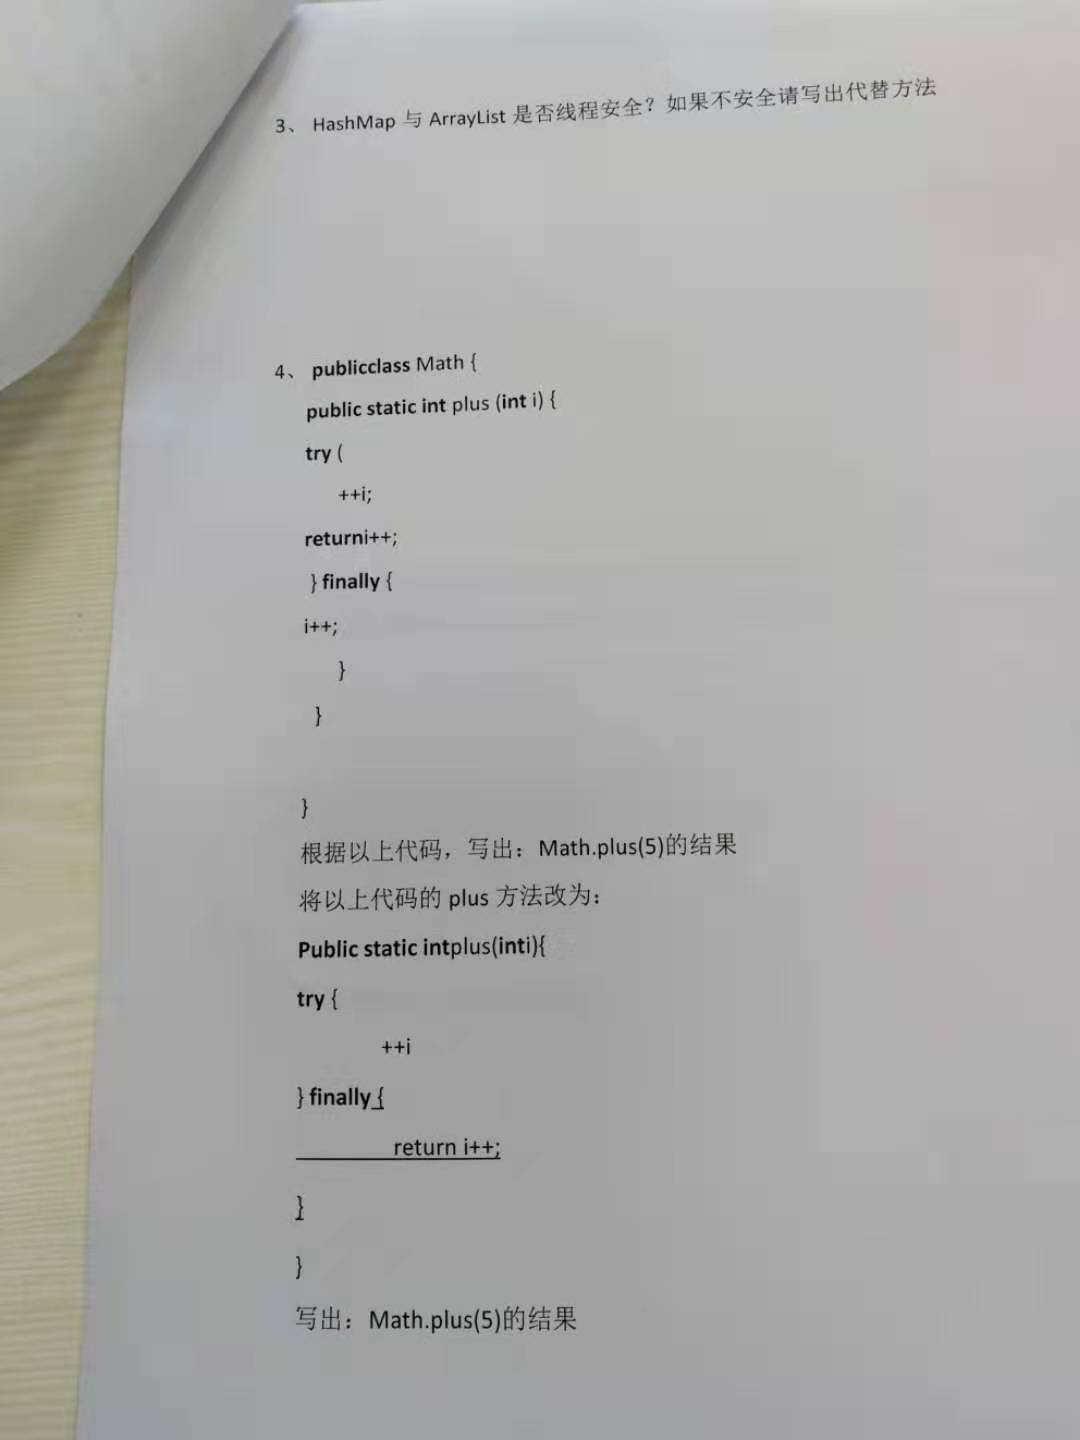 3、 HashMap 与 ArrayList 是否线程安全？如果不安全请写出代替方法
4、 publicclass Math {
public static int plus (int i) {
try (
++i;
returni++;
} finally {
i++;
}
}
}
根据以上代码，写出：Math.plus(5)的结果
将以上代码的 plus 方法改为：
Public static intplus(inti){
try {
++i
} finally {
return i++;
}
}
写出：Math.plus(5)的结果